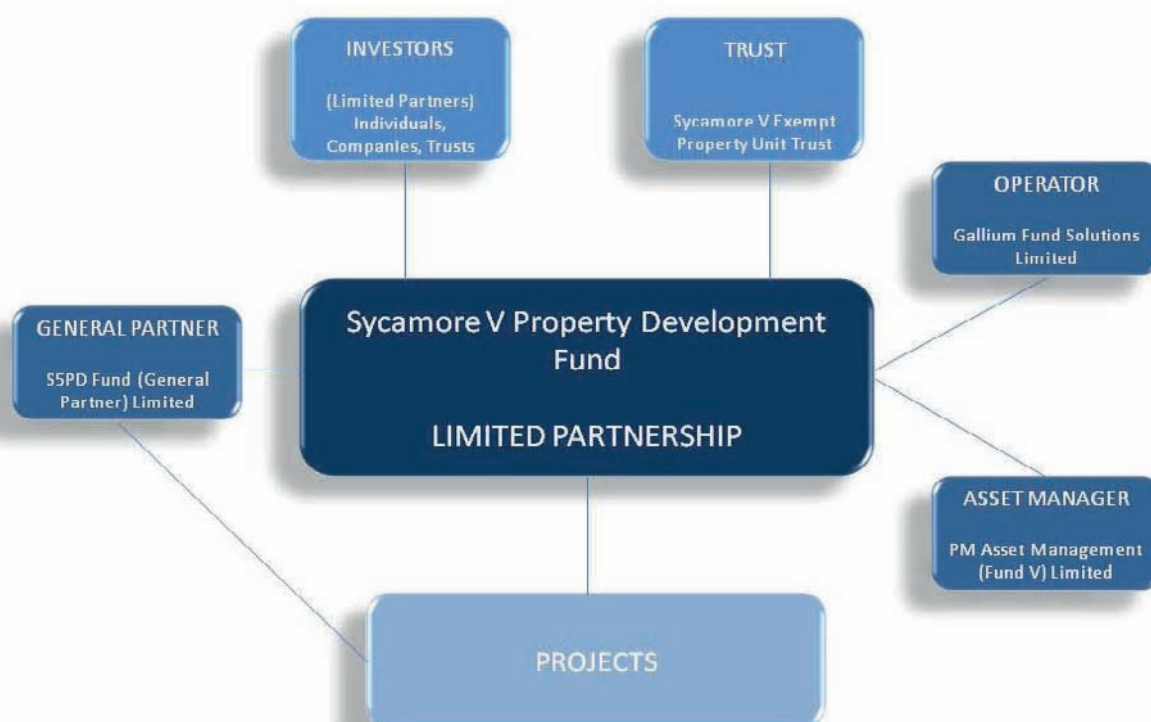 INVESTORS
(Limited Partners)
Individuals,
Companies, Trusts
TRUST
Sycamore V Exempt
Property Unit Trust
OPERATOR
Gallium Fund Solutions
Limited
GENERAL PARTNER
S5PD Fund (General
Partner) Limited
Sycamore V Property Development
Fund
LIMITED PARTNERSHIP
ASSET MANAGER
PM Asset Management
(Fund V) Limited
PROJECTS